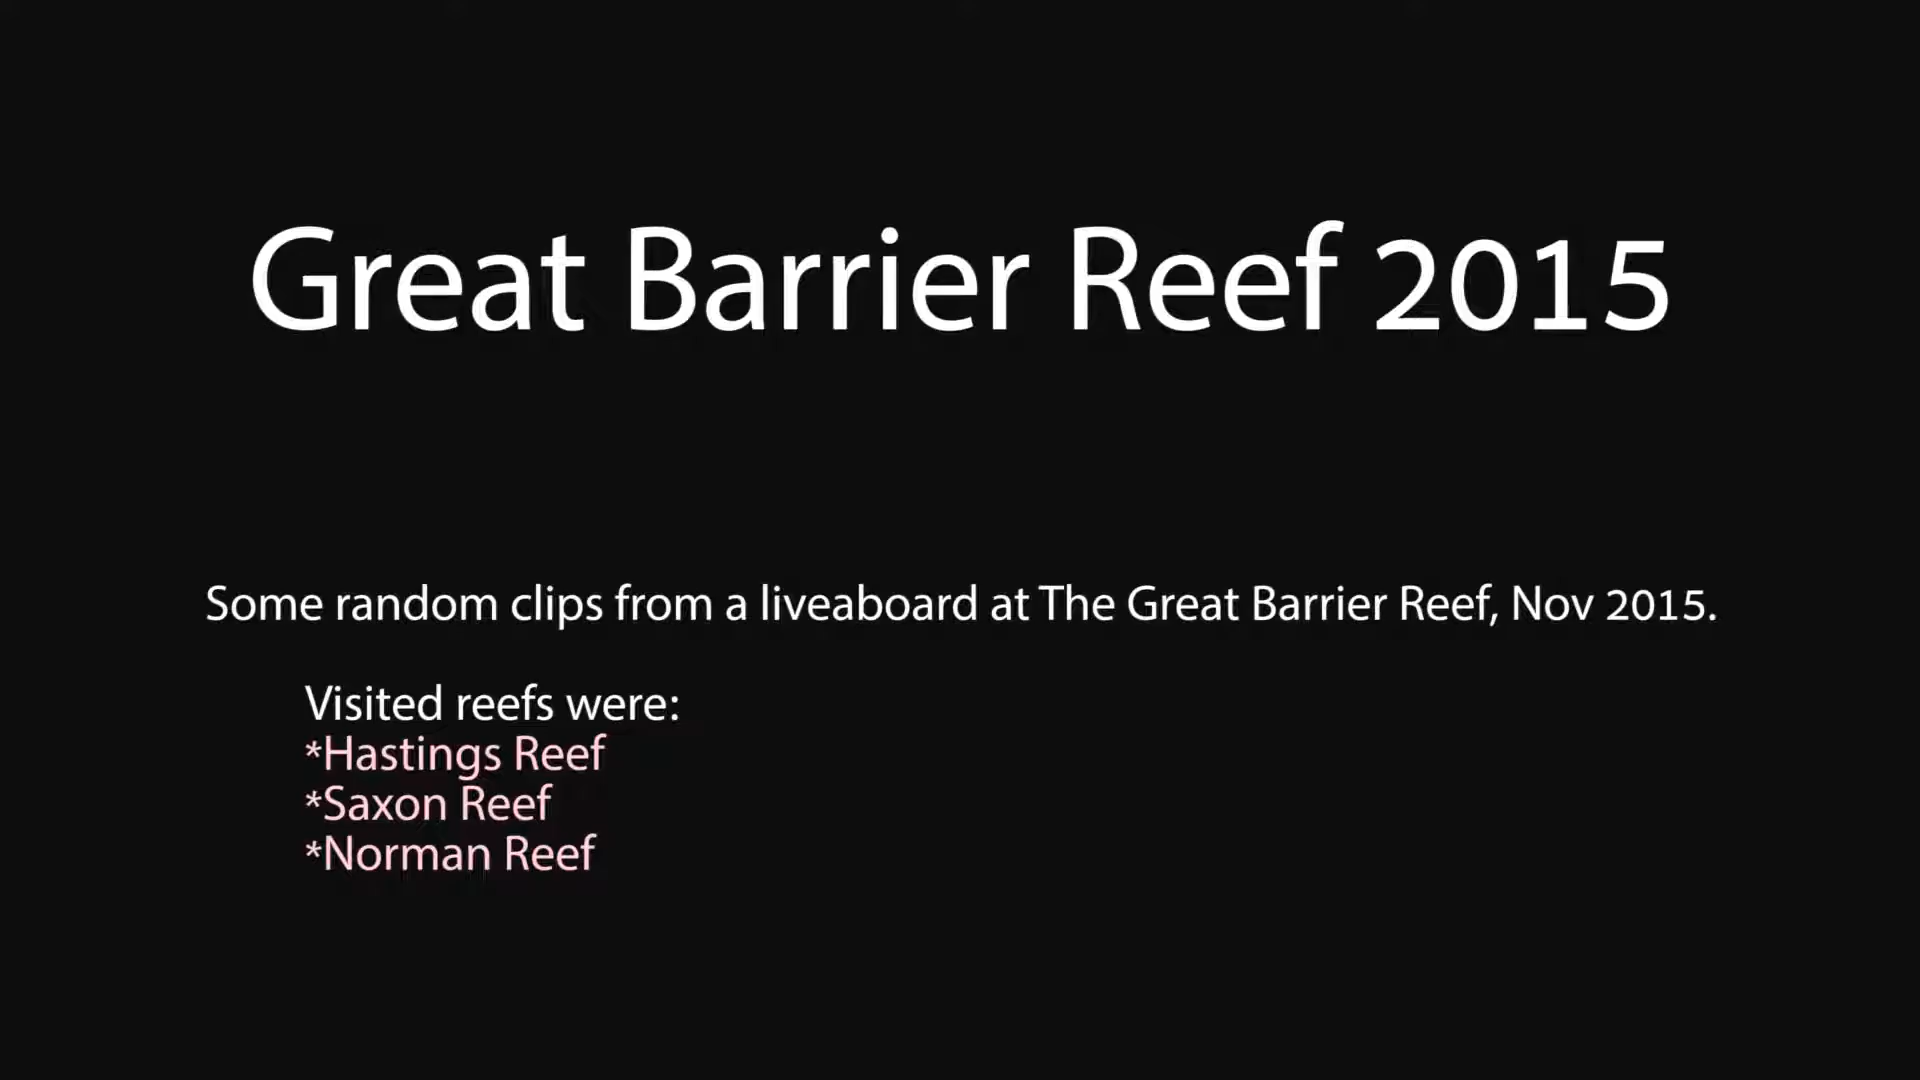 Great Barrier Reef 2015
Some random clips from a liveaboard at The Great Barrier Reef, Nov 2015.
Visited reefs were:
*Hastings Reef
*Saxon Reef
*Norman Reef